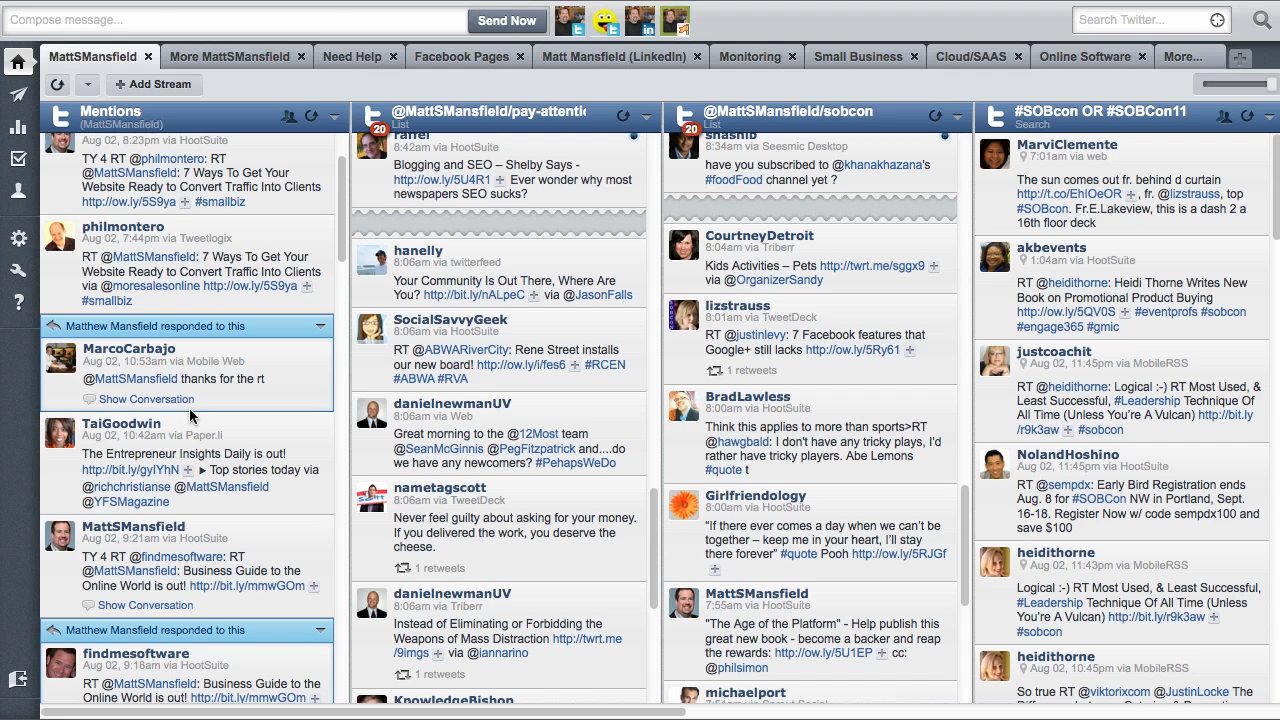 Compose message...
Send Now
Search Twitter...
MattSMansfield
More MattSMansfield
Need Help
Facebook Pages
Matt Mansfield (LinkedIn)
Monitoring
Small Business
Cloud/SAAS
Online Software
More...
Add Stream
Mentions
(MattSMansfield)
Aug 02, 8:23pm via HootSuite
TY 4 RT @philmontero: RT
@MattSMansfield: 7 Ways To Get Your
Website Ready to Convert Traffic Into Clients
http://ow.ly/5S9ya #smallbiz
philmontero
Aug 02, 7:44pm via Tweetlogix
RT @MattSMansfield: 7 Ways To Get Your
Website Ready to Convert Traffic Into Clients
via @moresalesonline http://ow.ly/5S9ya
#smallbiz
Matthew Mansfield responded to this
MarcoCarbajo
Aug 02, 10:53am via Mobile Web
@MattSMansfield thanks for the rt
Show Conversation
TaiGoodwin
Aug 02, 10:42am via Paper.li
The Entrepreneur Insights Daily is out!
http://bit.ly/gylYhN ▸ Top stories today via
@richchristianse @MattSMansfield
@YFSMagazine
MattSMansfield
Aug 02, 9:21am via HootSuite
TY 4 RT @findmesoftware: RT
@MattSMansfield: Business Guide to the
Online World is out! http://bit.ly/mmwGOm
Show Conversation
Matthew Mansfield responded to this
findmesoftware
Aug 02, 9:18am via HootSuite
RT @MattSMansfield: Business Guide to the
Online World is out! http://bit.ly/mmwGOm
20
@MattSMansfield/pay-attentic
List
raffel
8:42am via HootSuite
Blogging and SEO – Shelby Says -
http://ow.ly/5U4R1 Ever wonder why most
newspapers SEO sucks?
hanelly
8:06am via twitterfeed
Your Community Is Out There, Where Are
You? http://bit.ly/nALpeC via @JasonFalls
SocialSavvyGeek
8:06am via HootSuite
RT @ABWARiverCity: Rene Street installs
our new board! http://ow.ly/i/fes6 #RCEN
#ABWA #RVA
danielnewmanUV
8:06am via Web
Great morning to the @12Most team
@SeanMcGinnis @PegFitzpatrick and....do
we have any newcomers? #PehapsWeDo
nametagscott
8:06am via TweetDeck
Never feel guilty about asking for your money.
If you delivered the work, you deserve the
cheese.
1 retweets
danielnewmanUV
8:06am via Triberr
Instead of Eliminating or Forbidding the
Weapons of Mass Distraction http://twrt.me
/9imgs via @iannarino
1 retweets
KnowledgeBishop
20
@MattSMansfield/sobcon
List
shashib
8:34am via Seesmic Desktop
have you subscribed to @khanakhazana's
#foodFood channel yet ?
CourtneyDetroit
8:04am via Triberr
Kids Activities – Pets http://twrt.me/sggx9
via @OrganizerSandy
lizstrauss
8:01am via TweetDeck
RT @justinlevy: 7 Facebook features that
Google+ still lacks http://ow.ly/5Ry61
1 retweets
BradLawless
8:00am via HootSuite
Think this applies to more than sports>RT
@hawgbald: I don't have any tricky plays, I'd
rather have tricky players. Abe Lemons
#quote t
Girlfriendology
8:00am via HootSuite
“If there ever comes a day when we can’t be
together – keep me in your heart, I’ll stay
there forever” #quote Pooh http://ow.ly/5RJGf
MattSMansfield
7:55am via HootSuite
"The Age of the Platform" - Help publish this
great new book - become a backer and reap
the rewards: http://ow.ly/5U1EP cc:
@philsimon
michaelport
7:51am via Sprout Social
#SOBcon OR #SOBCon11
Search
MarviClemente
7:01am via web
The sun comes out fr. behind d curtain
http://t.co/EhIOeOR , fr. @lizstrauss, top
#SOBcon. Fr.E.Lakeview, this is a dash 2 a
16th floor deck
akbevents
1:04am via HootSuite
RT @heidithorne: Heidi Thorne Writes New
Book on Promotional Product Buying
http://ow.ly/5QV0S #eventprofs #sobcon
#engage365 #gmic
justcoachit
Aug 02, 11:45pm via MobileRSS
RT @heidithorne: Logical :-) RT Most Used, &
Least Successful, #Leadership Technique Of
All Time (Unless You're A Vulcan) http://bit.ly
/r9k3aw #sobcon
NolandHoshino
Aug 02, 11:45pm via HootSuite
RT @sempdx: Early Bird Registration ends
Aug. 8 for #SOBCon NW in Portland, Sept.
16-18. Register Now w/ code sempdx100 and
save $100
heidithorne
Aug 02, 11:43pm via MobileRSS
Logical :-) RT Most Used, & Least Successful,
#Leadership Technique Of All Time (Unless
You're A Vulcan) http://bit.ly/r9k3aw
#sobcon
heidithorne
Aug 02, 10:45pm via MobileRSS
So true RT @viktorixcom @JustinLocke The